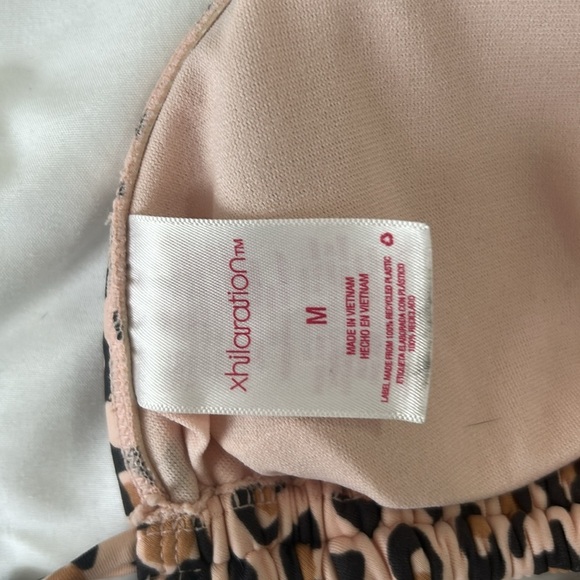 xhilaration™
M
MADE IN VIETNAM
HECHO EN VIETNAM
LABEL MADE FROM 100% RECYCLED PLASTIC
ETIQUETA ELABORADA CON PLÁSTICO
100% RECICLADO